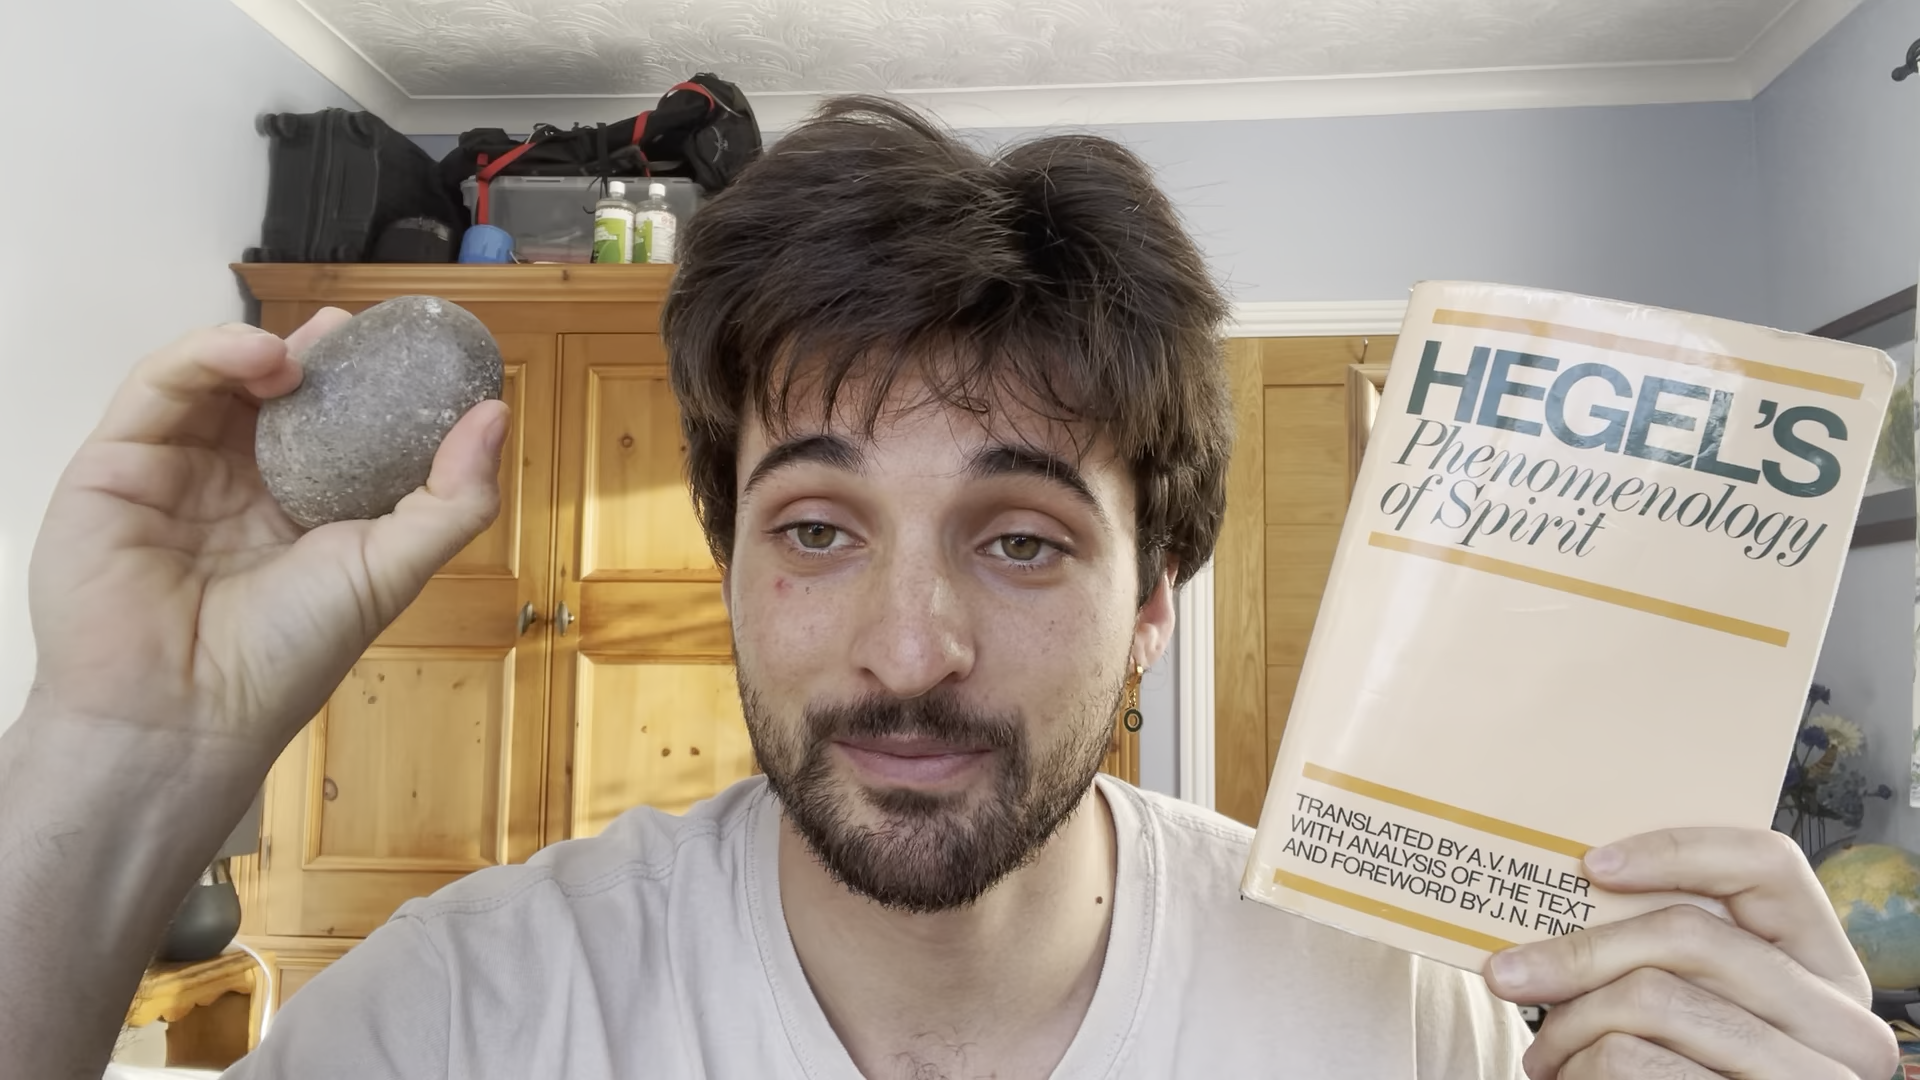 HEGEL'S
Phenomenology
of Spirit
TRANSLATED BY A.V. MILLER
WITH ANALYSIS OF THE TEXT
AND FOREWORD BY J. N.